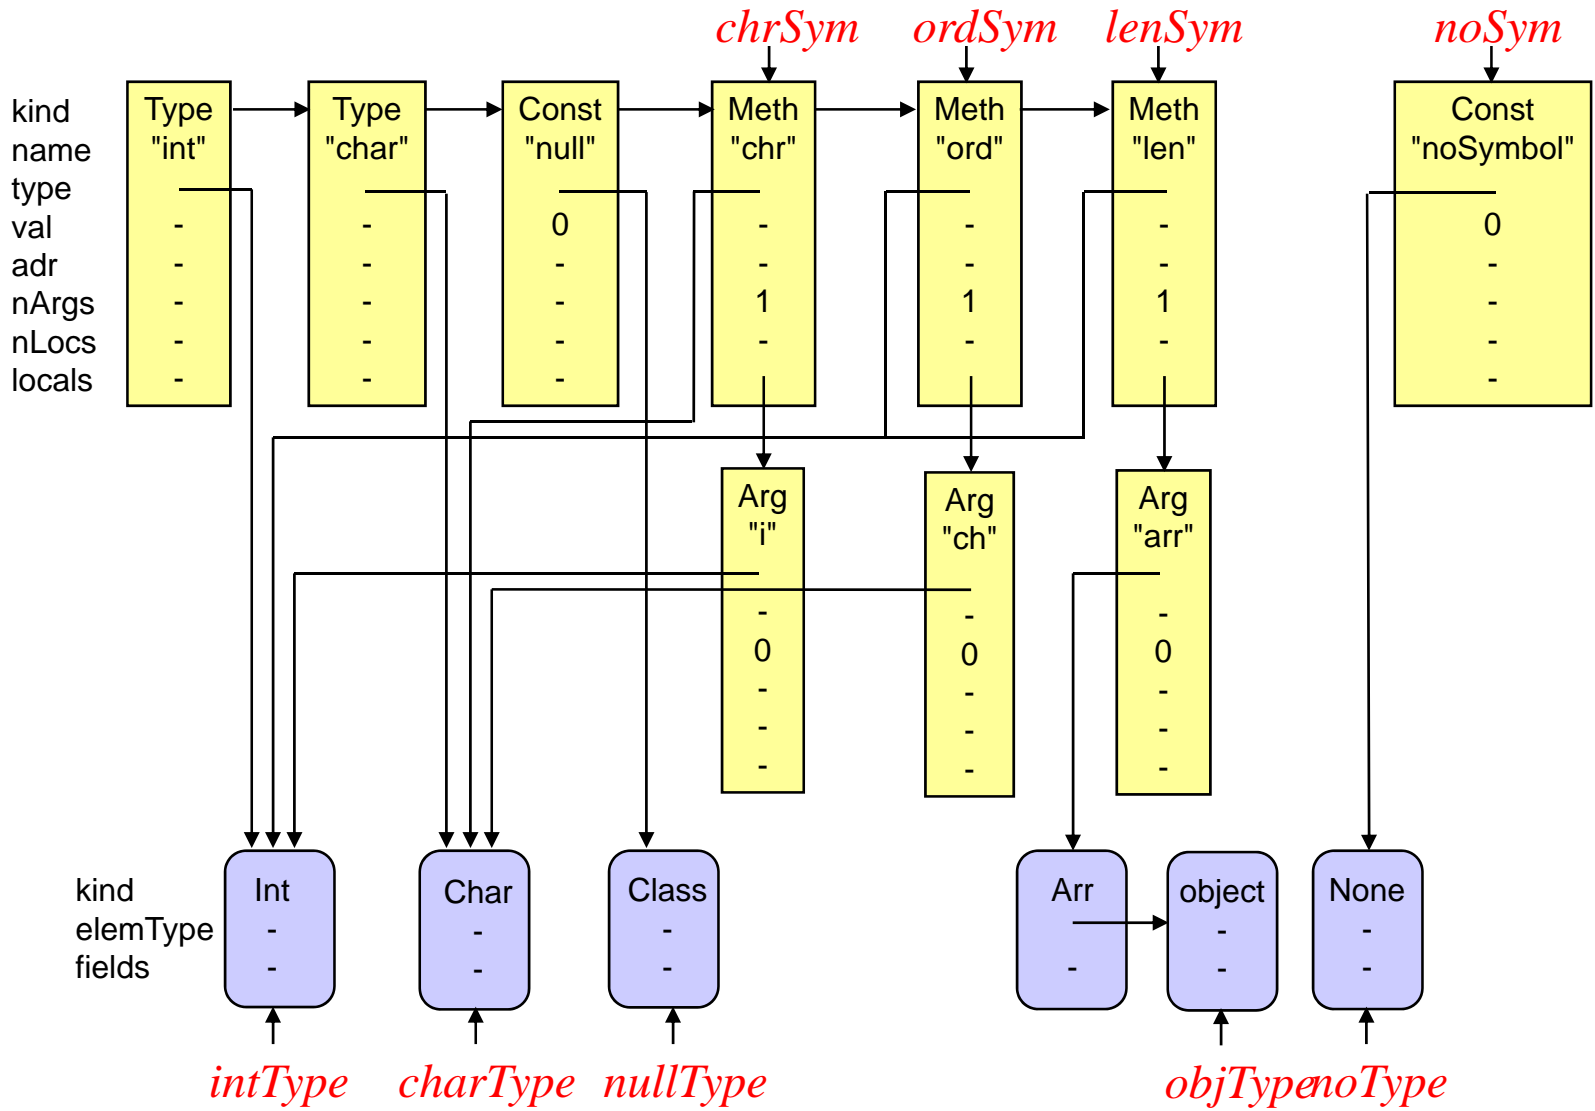 chrSym ordSym lenSym noSym
kind Type Type Const Meth Meth Meth Const
name "int" "char" "null" "chr" "ord" "len" "noSymbol"
type
val - - 0 - - - 0
adr - - - - - - -
nArgs - - - 1 1 1 -
nLocs - - - - - - -
locals - - - -
Arg Arg Arg
"i" "ch" "arr"
- - -
0 0 0
- - -
- - -
- - -
kind Int Char Class Arr object None
elemType - - - - -
fields - - - - - -
intType charType nullType objType noType